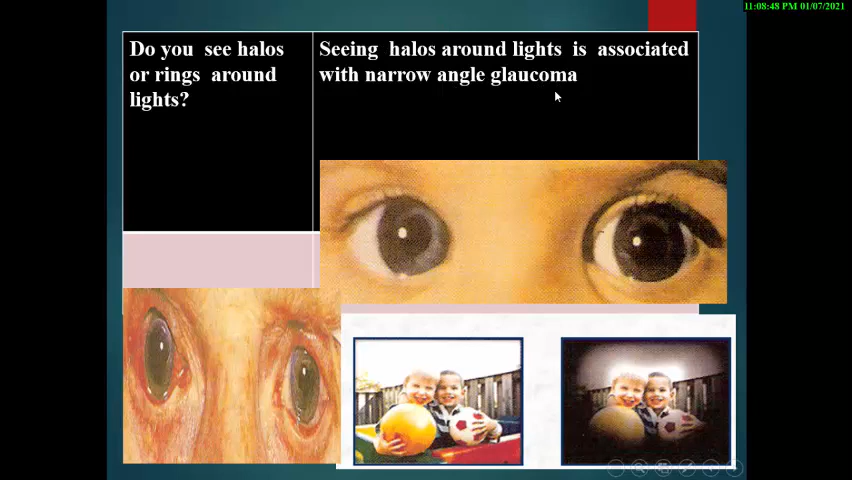 11:08:48 PM 01/07/2021
Do you see halos
or rings around
lights?
Seeing halos around lights is associated
with narrow angle glaucoma